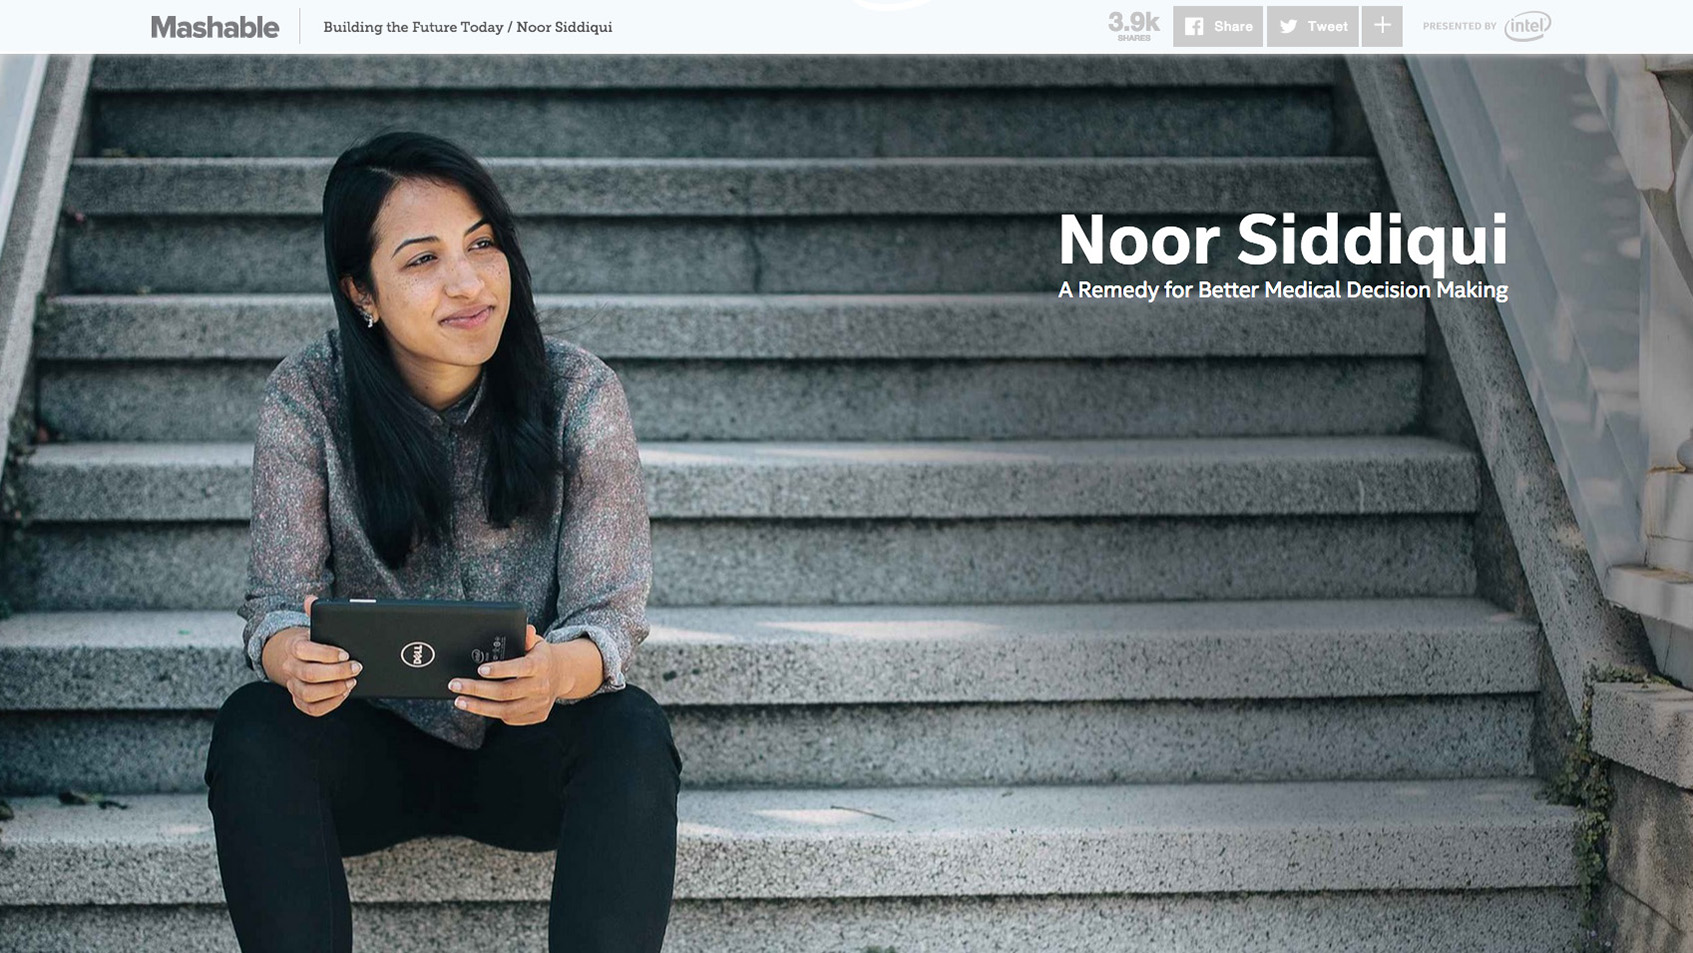 Mashable
Building the Future Today / Noor Siddiqui
3.9k
SHARES
Share
Tweet
+
PRESENTED BY
intel
Noor Siddiqui
A Remedy for Better Medical Decision Making
DELL